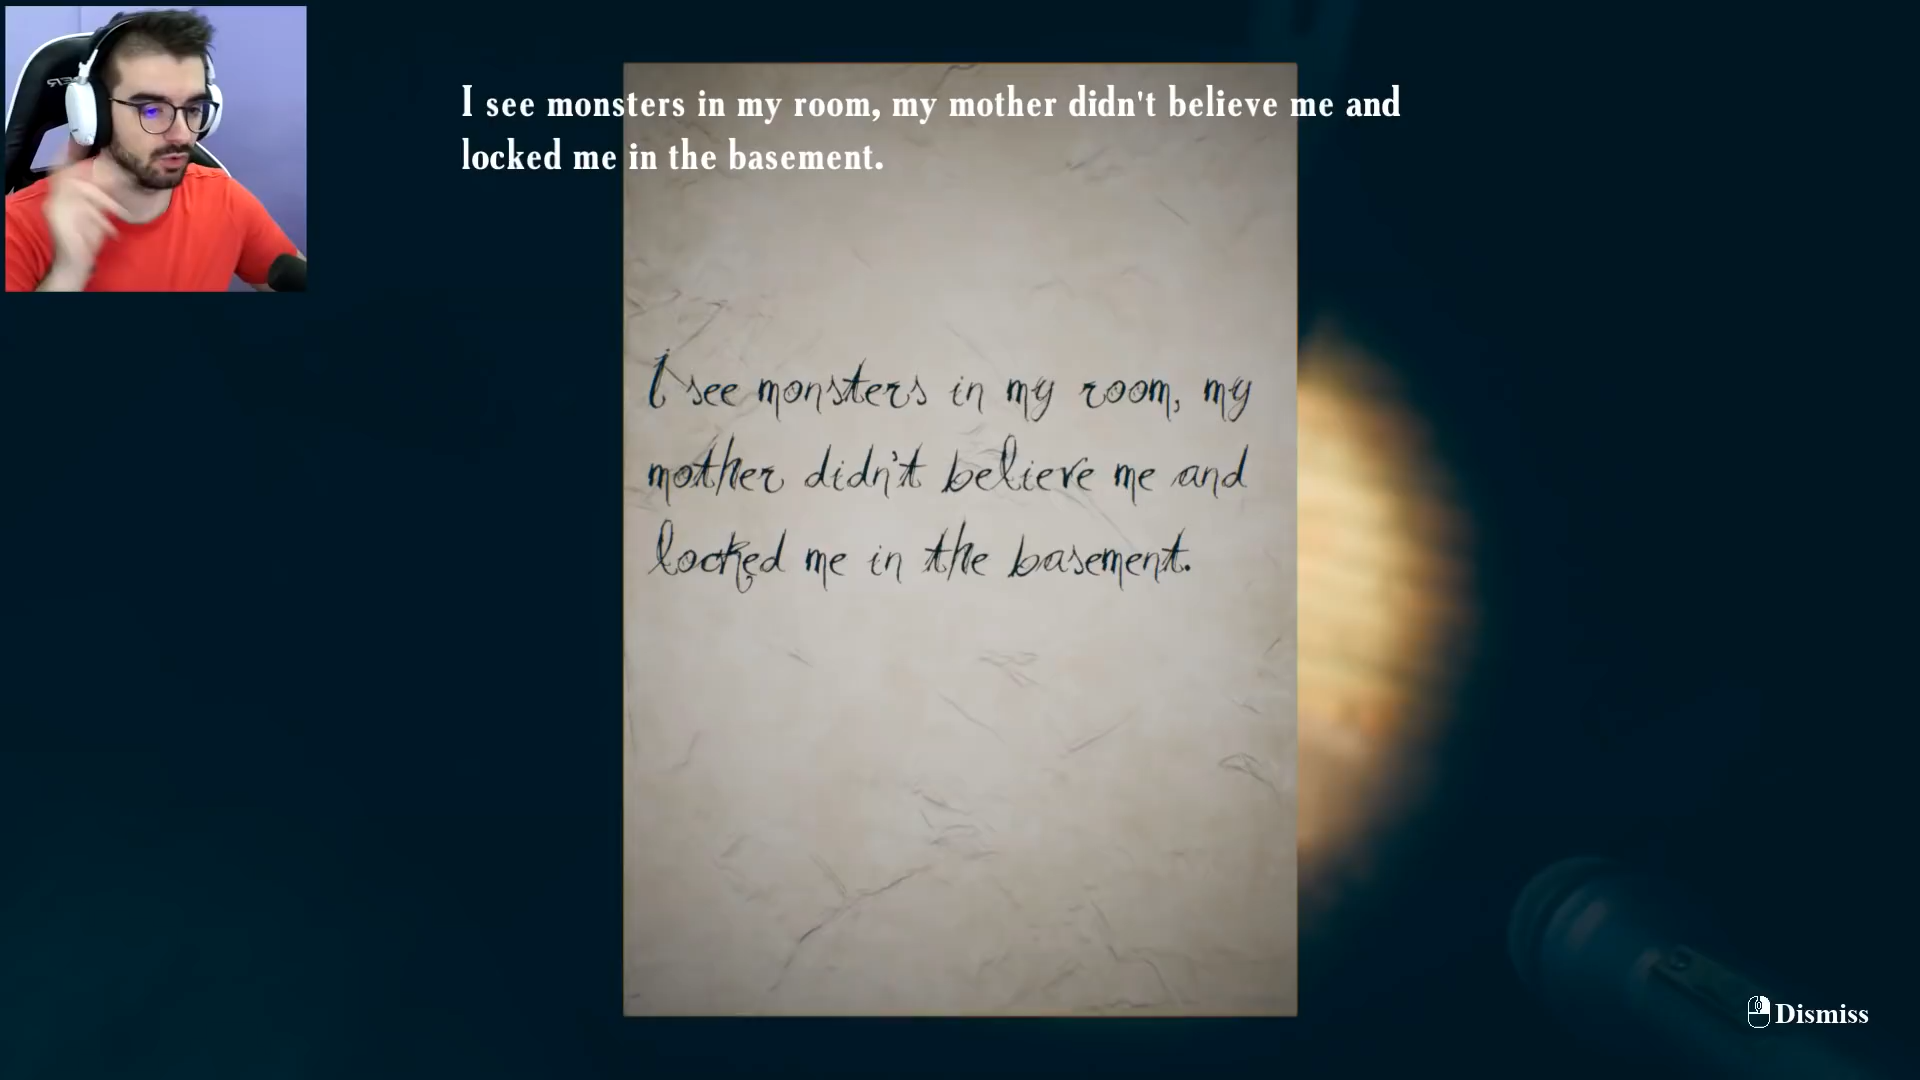 I see monsters in my room, my mother didn't believe me and
locked me in the basement.
I see monsters in my room, my
mother didn't believe me and
locked me in the basement.
Dismiss